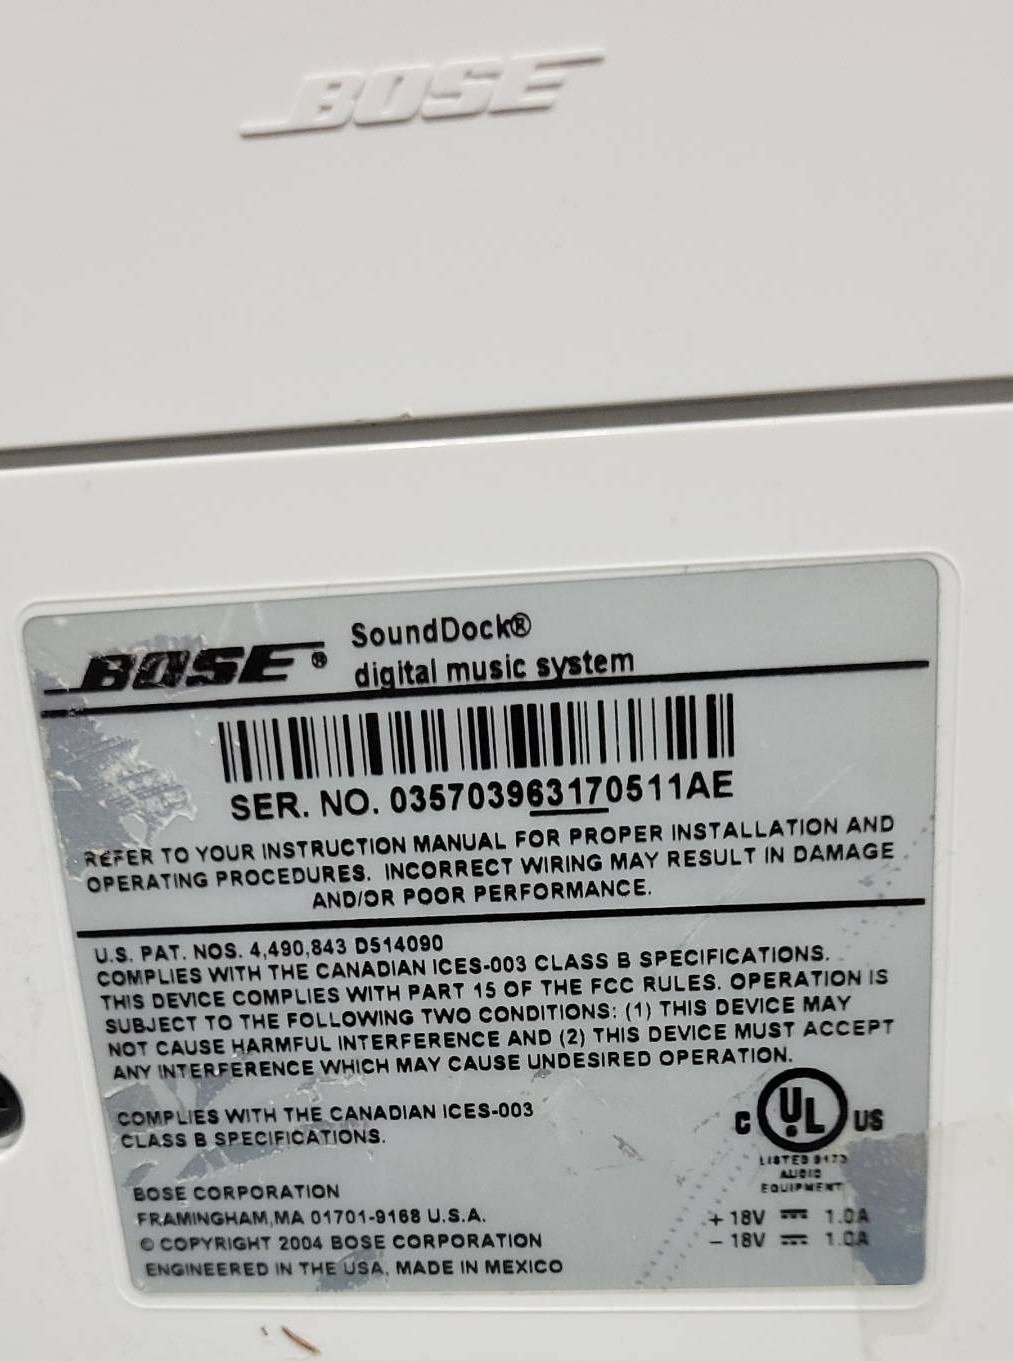 BOSE
BOSE®
SoundDock®
digital music system
SER. NO. 035703963170511AE
REFER TO YOUR INSTRUCTION MANUAL FOR PROPER INSTALLATION AND
OPERATING PROCEDURES. INCORRECT WIRING MAY RESULT IN DAMAGE
AND/OR POOR PERFORMANCE.
U.S. PAT. NOS. 4,490,843 D514090
COMPLIES WITH THE CANADIAN ICES-003 CLASS B SPECIFICATIONS.
THIS DEVICE COMPLIES WITH PART 15 OF THE FCC RULES. OPERATION IS
SUBJECT TO THE FOLLOWING TWO CONDITIONS: (1) THIS DEVICE MAY
NOT CAUSE HARMFUL INTERFERENCE AND (2) THIS DEVICE MUST ACCEPT
ANY INTERFERENCE WHICH MAY CAUSE UNDESIRED OPERATION.
COMPLIES WITH THE CANADIAN ICES-003
CLASS B SPECIFICATIONS.
C UL US
LISTED 9173
AUDIO
EQUIPMENT
BOSE CORPORATION
FRAMINGHAM,MA 01701-9168 U.S.A.
© COPYRIGHT 2004 BOSE CORPORATION
ENGINEERED IN THE USA, MADE IN MEXICO
+ 18V 1.0A
- 18V 1.0A